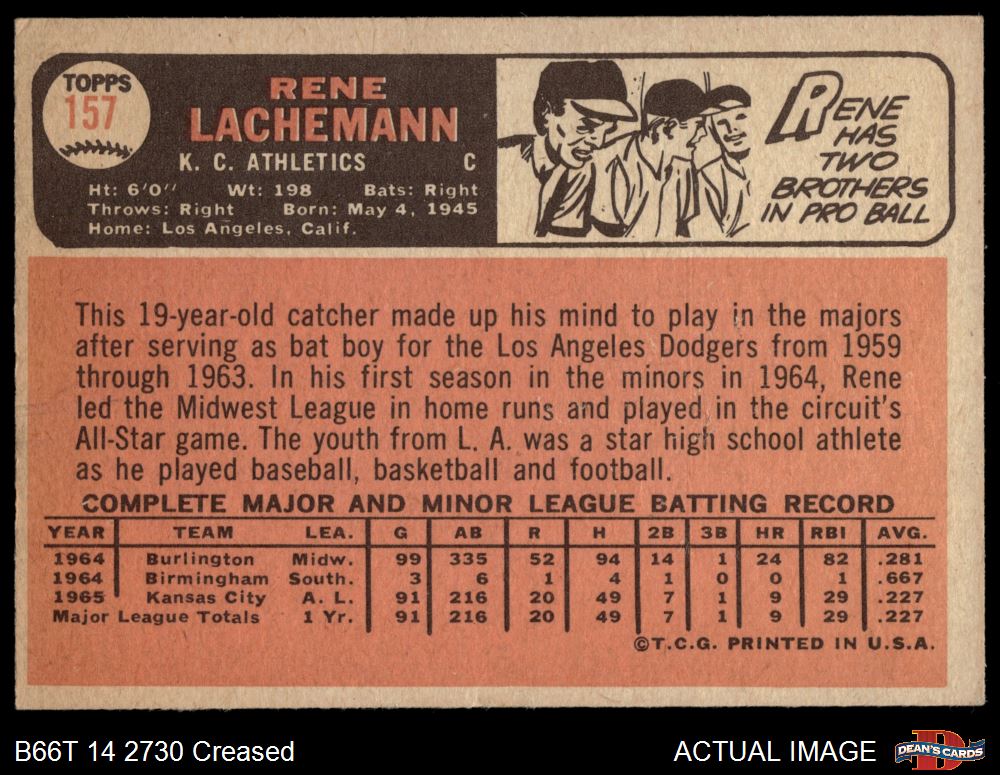 TOPPS
157
RENE
LACHEMANN
K. C. ATHLETICS C
Ht: 6'0" Wt: 198 Bats: Right
Throws: Right Born: May 4, 1945
Home: Los Angeles, Calif.
RENE
HAS
TWO
BROTHERS
IN PRO BALL
This 19-year-old catcher made up his mind to play in the majors
after serving as bat boy for the Los Angeles Dodgers from 1959
through 1963. In his first season in the minors in 1964, Rene
led the Midwest League in home runs and played in the circuit's
All-Star game. The youth from L. A. was a star high school athlete
as he played baseball, basketball and football.
COMPLETE MAJOR AND MINOR LEAGUE BATTING RECORD
YEAR TEAM LEA. G AB R H 2B 3B HR RBI AVG.
1964 Burlington Midw. 99 335 52 94 14 1 24 82 .281
1964 Birmingham South. 3 6 1 4 1 0 0 1 .667
1965 Kansas City A. L. 91 216 20 49 7 1 9 29 .227
Major League Totals 1 Yr. 91 216 20 49 7 1 9 29 .227
©T.C.G. PRINTED IN U.S.A.
B66T 14 2730 Creased
ACTUAL IMAGE
D
DEAN'S CARDS